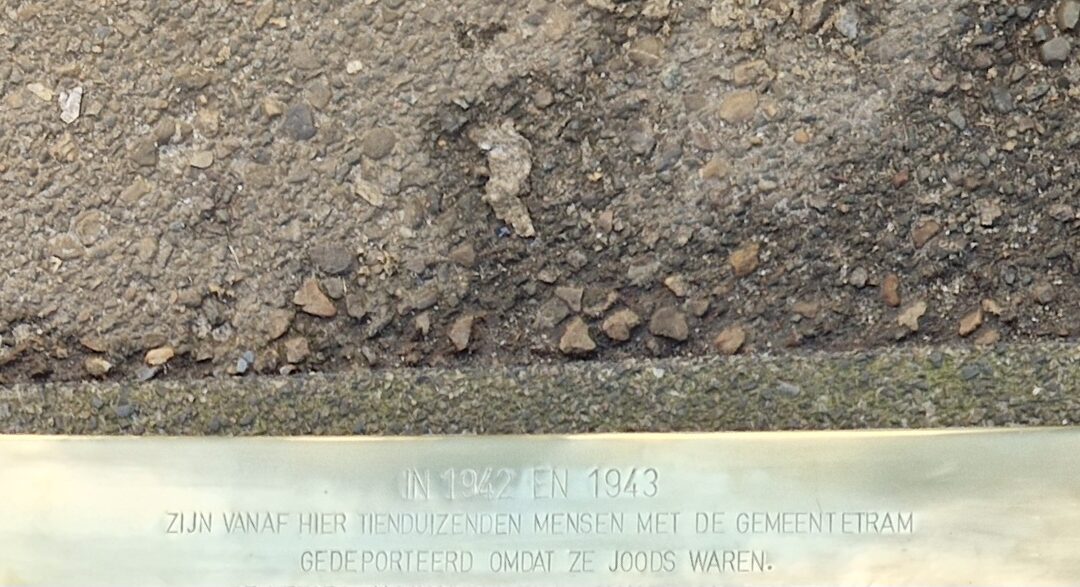 IN 1942 EN 1943
ZIJN VANAF HIER TIENDUIZENDEN MENSEN MET DE GEMEENTETRAM
GEDEPORTEERD OMDAT ZE JOODS WAREN.